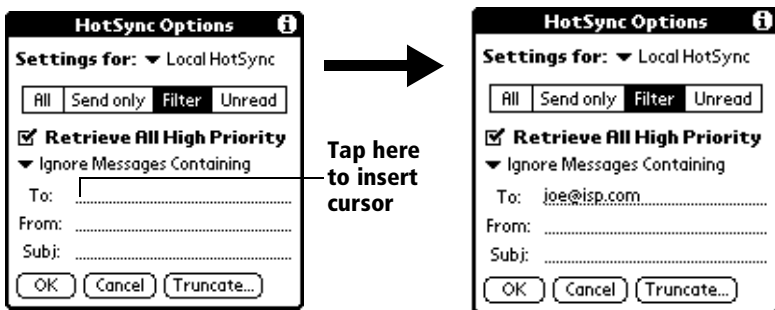 HotSync Options
Settings for: Local HotSync
All Send only Filter Unread
Retrieve All High Priority
Ignore Messages Containing
To:
From:
Subj:
OK Cancel Truncate...
Tap here
to insert
cursor
HotSync Options
Settings for: Local HotSync
All Send only Filter Unread
Retrieve All High Priority
Ignore Messages Containing
To: joe@isp.com
From:
Subj:
OK Cancel Truncate...